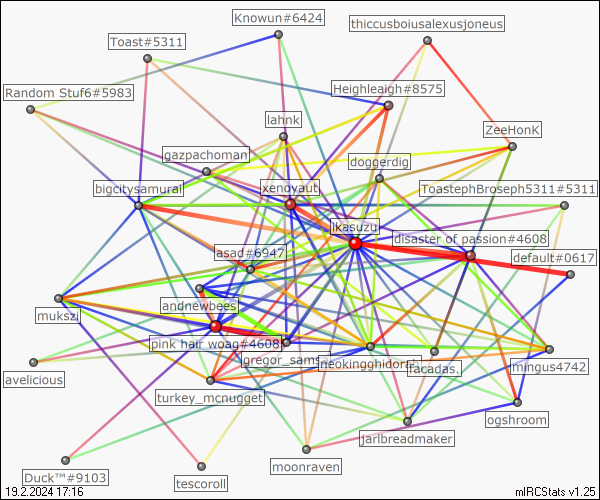 Knowun#6424
thiccusboiusalexusjoneus
Toast#5311
Heighleaigh#8575
Random Stuf6#5983
lahnk
ZeeHonK
gazpachoman
doggerdig
bigcitysamurai
xenovaut
ToastephBroseph5311#5311
ikasuzu
disaster of passion#4608
asad#6947
default#0617
andnewbees
mukszi
pink hair woag#4608
gregor_samsa
neokingghidorah
facadas.
mingus4742
avelicious
turkey_mcnugget
ogshroom
jarlbreadmaker
moonraven
Duck™#9103
tescoroll
19.2.2024 17:16
mIRCStats v1.25